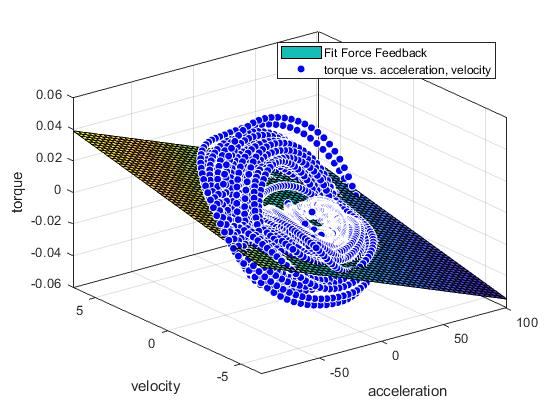 Fit Force Feedback
torque vs. acceleration, velocity
0.06
0.04
0.02
0
-0.02
-0.04
-0.06
torque
5
0
-5
velocity
-50
0
50
100
acceleration